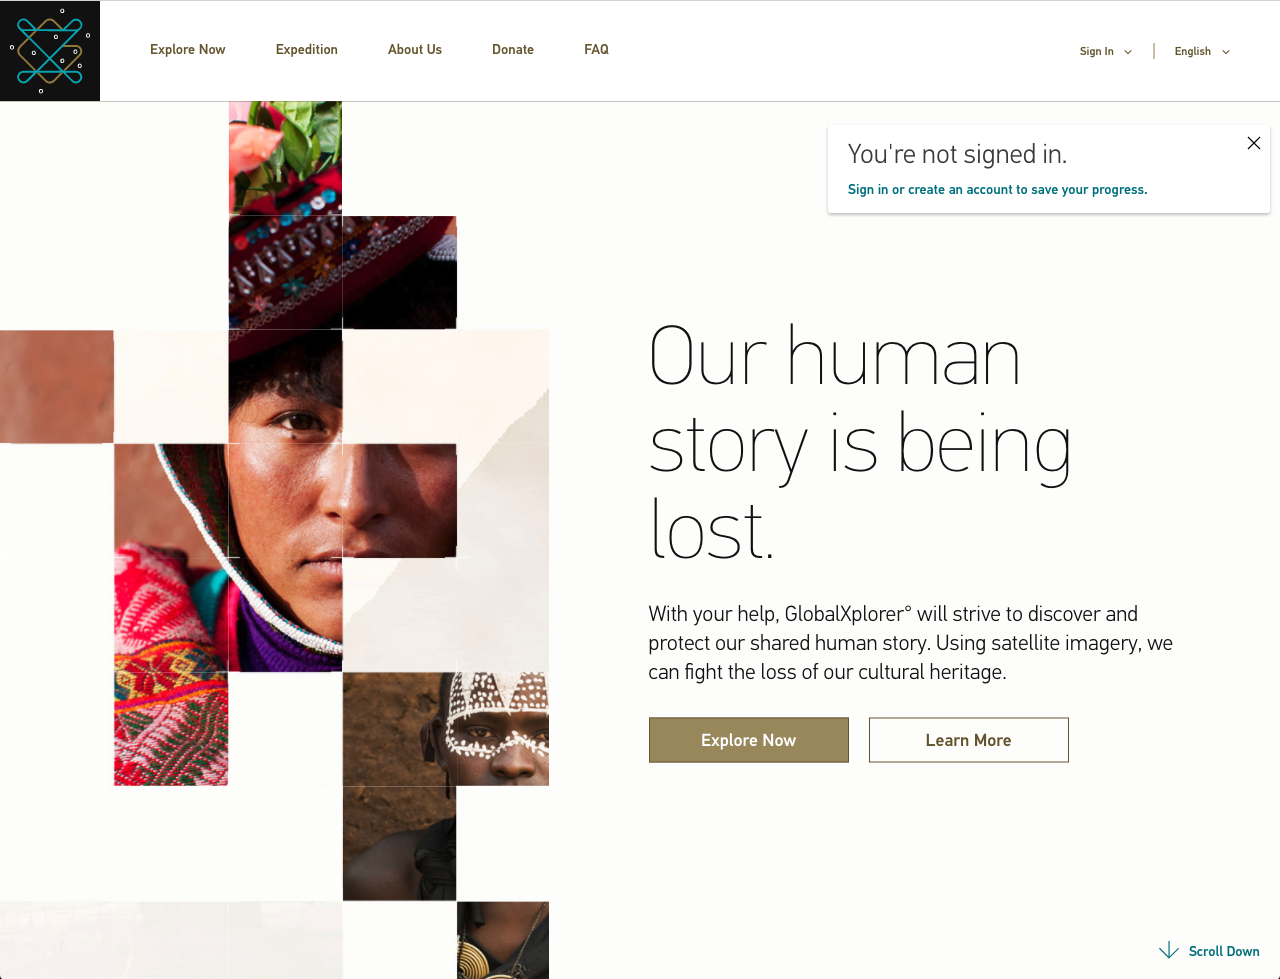 Explore Now
Expedition
About Us
Donate
FAQ
Sign In
English
You're not signed in.
Sign in or create an account to save your progress.
Our human
story is being
lost.
With your help, GlobalXplorer° will strive to discover and
protect our shared human story. Using satellite imagery, we
can fight the loss of our cultural heritage.
Explore Now
Learn More
Scroll Down